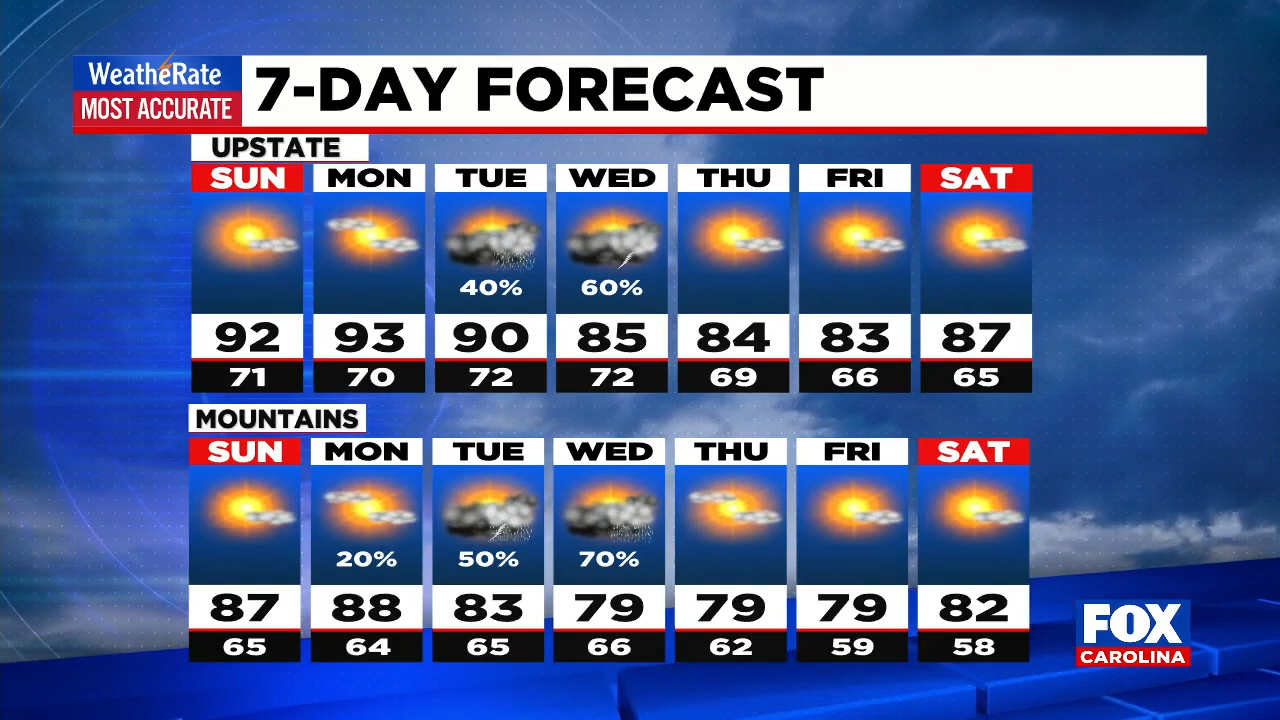 WeatheRate
MOST ACCURATE
7-DAY FORECAST
UPSTATE
SUN MON TUE WED THU FRI SAT
40% 60%
92 93 90 85 84 83 87
71 70 72 72 69 66 65
MOUNTAINS
SUN MON TUE WED THU FRI SAT
20% 50% 70%
87 88 83 79 79 79 82
65 64 65 66 62 59 58
FOX
CAROLINA